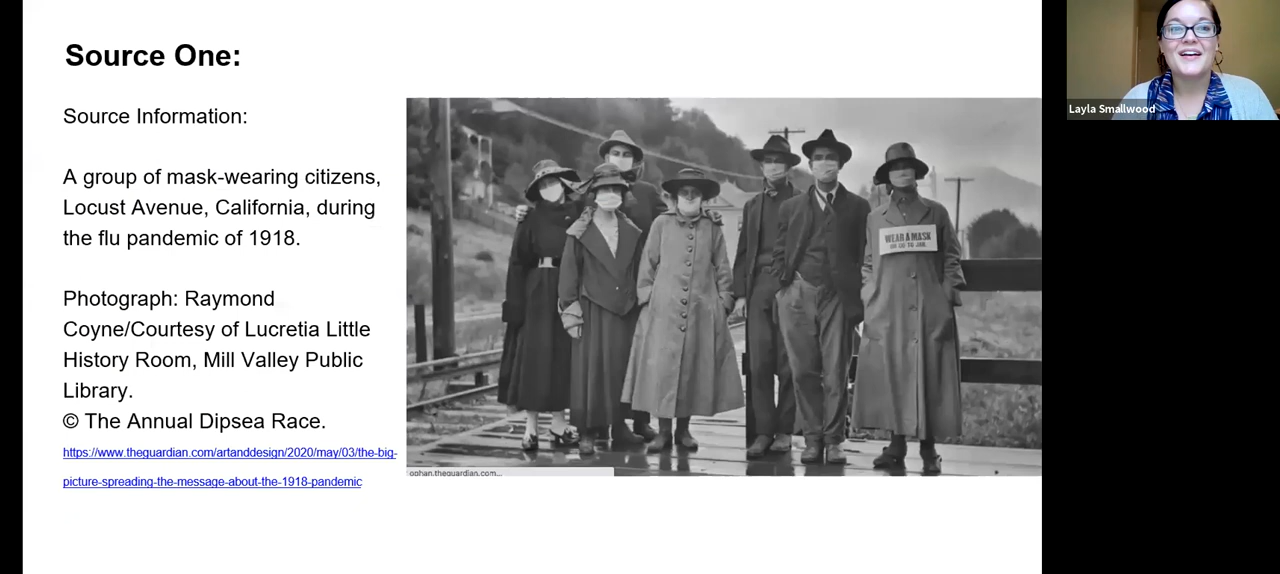 Source One:
Source Information:
A group of mask-wearing citizens,
Locust Avenue, California, during
the flu pandemic of 1918.
Photograph: Raymond
Coyne/Courtesy of Lucretia Little
History Room, Mill Valley Public
Library.
© The Annual Dipsea Race.
https://www.theguardian.com/artanddesign/2020/may/03/the-big-
picture-spreading-the-message-about-the-1918-pandemic
WEAR A MASK
OR GO TO JAIL
ophan.theguardian.com...
Layla Smallwood